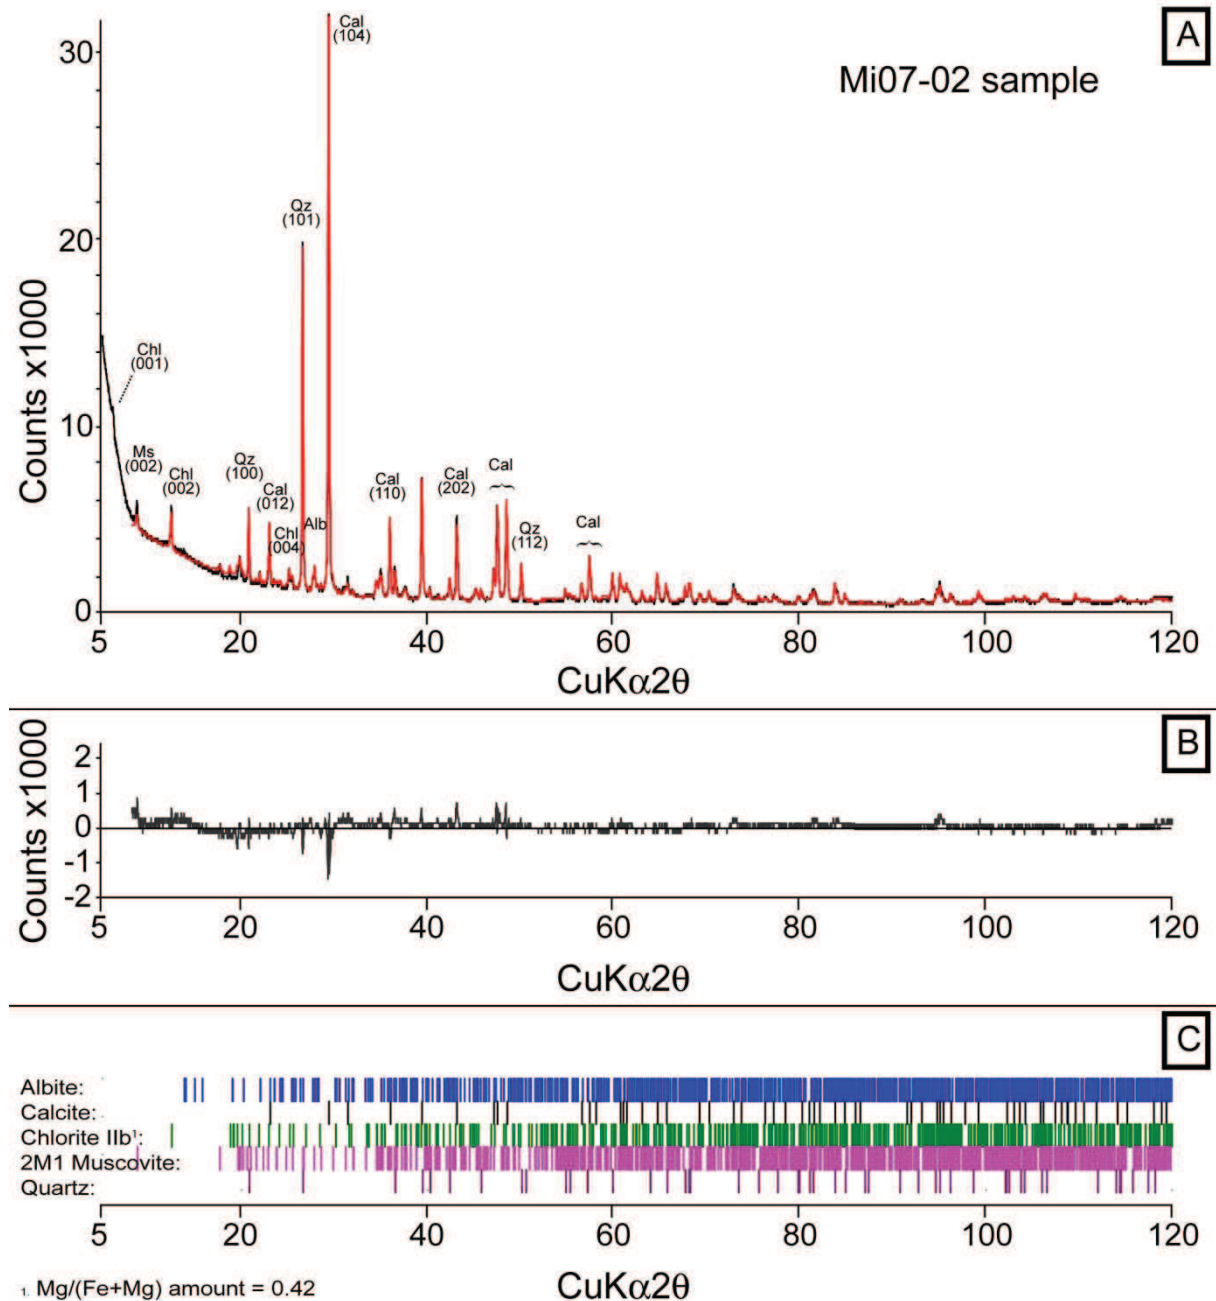 A
Mi07-02 sample
Counts x1000
30
20
10
0
Cal
(104)
Qz
(101)
Chl
(001)
Ms
(002)
Chl
(002)
Qz
(100)
Cal
(012)
Chl
(004)
Alb
Cal
(110)
Cal
(202)
Cal
Qz
(112)
Cal
5 20 40 60 80 100 120
CuKα2θ
B
Counts x1000
2
1
0
-1
-2
5 20 40 60 80 100 120
CuKα2θ
C
Albite:
Calcite:
Chlorite IIb¹:
2M1 Muscovite:
Quartz:
5 20 40 60 80 100 120
CuKα2θ
1. Mg/(Fe+Mg) amount = 0.42